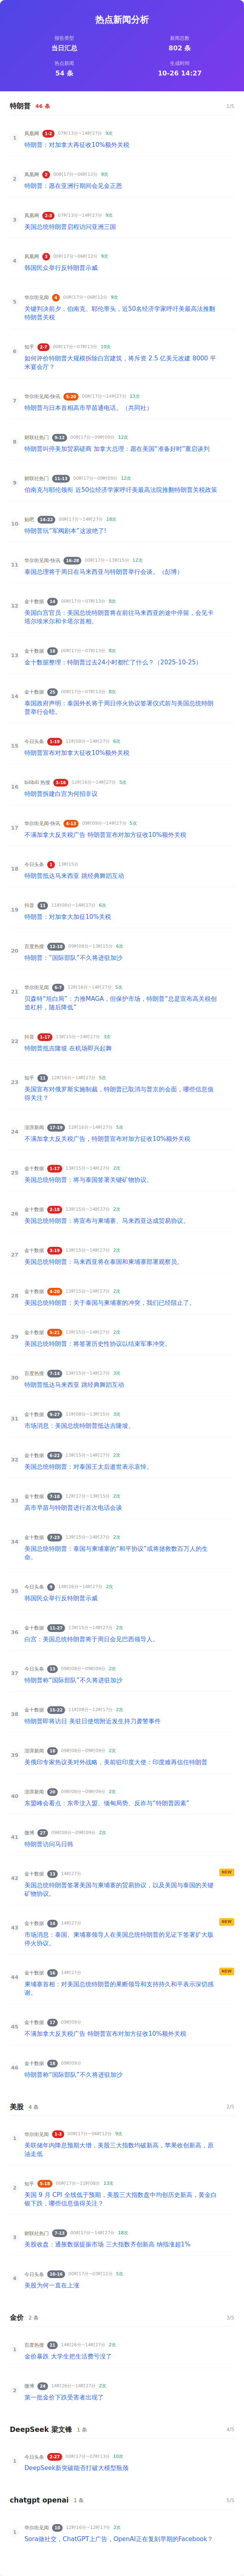 热点新闻分析
报告类型
新闻总数
当日汇总
802 条
热点新闻
生成时间
54 条
10-26 14:27
特朗普 46 条 1/5
1 凤凰网 1-2 07时13分~14时27分 9次
特朗普：对加拿大再征收10%额外关税
2 凤凰网 2 00时17分~06时12分 9次
特朗普：愿在亚洲行期间会见金正恩
3 凤凰网 2-3 07时13分~14时27分 9次
美国总统特朗普启程访问亚洲三国
4 凤凰网 3 00时17分~06时12分 9次
韩国民众举行反特朗普示威
5 华尔街见闻 4 00时17分~06时12分 9次
关键判决前夕，伯南克、耶伦带头，近50名经济学家呼吁美最高法推翻
特朗普关税
6 知乎 2-7 00时17分~07时13分 10次
如何评价特朗普大规模拆除白宫建筑，将斥资 2.5 亿美元改建 8000 平
米宴会厅？
7 华尔街见闻-快讯 5-20 00时17分~14时27分 13次
特朗普与日本首相高市早苗通电话。（共同社）
8 财联社热门 9-12 00时17分~09时09分 12次
特朗普叫停美加贸易磋商 加拿大总理：愿在美国“准备好时”重启谈判
9 财联社热门 11-13 00时17分~09时09分 12次
伯南克与耶伦领衔 近50位经济学家呼吁美最高法院推翻特朗普关税政策
10 贴吧 14-22 00时17分~14时27分 18次
特朗普玩“军阀剧本”这波绝了!
11 华尔街见闻-快讯 16-28 00时17分~13时15分 12次
泰国总理将于周日在马来西亚与特朗普举行会谈。（彭博）
12 金十数据 14 00时17分~07时13分 8次
美国白宫官员：美国总统特朗普将在前往马来西亚的途中停留，会见卡
塔尔埃米尔和卡塔尔首相。
13 金十数据 18 00时17分~07时13分 8次
金十数据整理：特朗普过去24小时都忙了什么？（2025-10-25）
14 金十数据 25 00时17分~07时13分 8次
泰国政府声明：泰国外长将于周日停火协议签署仪式前与美国总统特朗
普举行会晤。
15 今日头条 1-19 11时08分~14时27分 6次
特朗普宣布对加拿大征收10%额外关税
16 bilibili 热搜 3-16 12时16分~14时27分 5次
特朗普拆建白宫为何招非议
17 华尔街见闻-快讯 4-13 09时09分~14时27分 5次
不满加拿大反关税广告 特朗普宣布对加方征收10%额外关税
18 今日头条 1 13时15分
特朗普抵达马来西亚 跳经典舞蹈互动
19 抖音 11 11时08分~14时27分 6次
特朗普：对加拿大加征10%关税
20 百度热搜 12-18 09时08分~13时15分 6次
特朗普：“国际部队”不久将进驻加沙
21 华尔街见闻 6-7 12时16分~14时27分 5次
贝森特“坦白局”：力推MAGA，但保护市场，特朗普“总是宣布高关税创
造杠杆，随后降低”
22 抖音 1-17 13时15分~14时27分 3次
特朗普抵吉隆坡 在机场即兴起舞
23 知乎 11 12时16分~14时27分 5次
美国宣布对俄罗斯实施制裁，特朗普已取消与普京的会面，哪些信息值
得关注？
24 澎湃新闻 17-19 12时16分~14时27分 5次
不满加拿大反关税广告，特朗普宣布对加方征收10%额外关税
25 金十数据 1-17 13时15分~14时27分 2次
美国总统特朗普：将与泰国签署关键矿物协议。
26 金十数据 2-18 13时15分~14时27分 2次
美国总统特朗普：将宣布与柬埔寨、马来西亚达成贸易协议。
27 金十数据 3-19 13时15分~14时27分 2次
美国总统特朗普：马来西亚将在泰国和柬埔寨部署观察员。
28 金十数据 4-20 13时15分~14时27分 2次
美国总统特朗普：关于泰国与柬埔寨的冲突，我们已经阻止了。
29 金十数据 5-21 13时15分~14时27分 2次
美国总统特朗普：将签署历史性协议以结束军事冲突。
30 百度热搜 7-14 13时15分~14时27分 3次
特朗普抵达马来西亚 跳经典舞蹈互动
31 金十数据 9-27 11时08分~13时15分 3次
市场消息：美国总统特朗普抵达吉隆坡。
32 金十数据 6-22 13时15分~14时27分 2次
美国总统特朗普：对泰国王太后逝世表示哀悼。
33 金十数据 7-18 12时17分~13时15分 2次
高市早苗与特朗普进行首次电话会谈
34 金十数据 7-23 13时15分~14时27分 2次
美国总统特朗普：泰国与柬埔寨的“和平协议”或将拯救数百万人的生
命。
35 今日头条 9 14时26分~14时27分 2次
韩国民众举行反特朗普示威
36 金十数据 11-27 13时15分~14时27分 2次
白宫：美国总统特朗普将于周日会见巴西领导人。
37 今日头条 13 09时08分~09时09分 2次
特朗普称“国际部队”不久将进驻加沙
38 金十数据 15-22 11时08分~12时17分 2次
特朗普即将访日 美驻日使馆附近发生持刀袭警事件
39 澎湃新闻 18 09时08分~09时09分 2次
美俄印专家热议美对外战略，美前驻印度大使：印度难再信任特朗普
40 澎湃新闻 20 09时08分~09时09分 2次
东盟峰会看点：东帝汶入盟、缅甸局势、反诈与“特朗普因素”
41 微博 27 09时08分~09时09分 2次
特朗普访问马日韩
42 金十数据 13 14时27分 NEW
美国总统特朗普签署美国与柬埔寨的贸易协议，以及美国与泰国的关键
矿物协议。
43 金十数据 14 14时27分 NEW
市场消息：泰国、柬埔寨领导人在美国总统特朗普的见证下签署扩大版
停火协议。
44 金十数据 16 14时27分 NEW
柬埔寨首相：对美国总统特朗普的果断领导和支持持久和平表示深切感
谢。
45 金十数据 17 09时09分
不满加拿大反关税广告 特朗普宣布对加方征收10%额外关税
46 金十数据 18 09时09分
特朗普称“国际部队”不久将进驻加沙
美股 4 条 2/5
1 华尔街见闻 1-3 00时17分~06时12分 9次
美联储年内降息预期大增，美股三大指数均破新高，苹果收创新高，原
油走低
2 知乎 5-18 00时17分~11时08分 13次
美国 9 月 CPI 全线低于预期，美股三大指数盘中均创历史新高，黄金白
银下跌，哪些信息值得关注？
3 财联社热门 7-13 00时17分~14时27分 18次
美股收盘：通胀数据提振市场 三大指数齐创新高 纳指涨超1%
4 今日头条 10-16 00时17分~03时11分 5次
美股为何一直在上涨
金价 2 条 3/5
1 百度热搜 21 14时26分~14时27分 2次
金价暴跌 大学生把生活费亏没了
2 微博 24 14时26分~14时27分 2次
第一批金价下跌受害者出现了
DeepSeek 梁文锋 1 条 4/5
1 今日头条 2-27 00时17分~07时13分 10次
DeepSeek新突破能否打破大模型瓶颈
chatgpt openai 1 条 5/5
1 华尔街见闻 10 12时16分~12时17分 2次
Sora做社交，ChatGPT上广告，OpenAI正在复刻早期的Facebook？